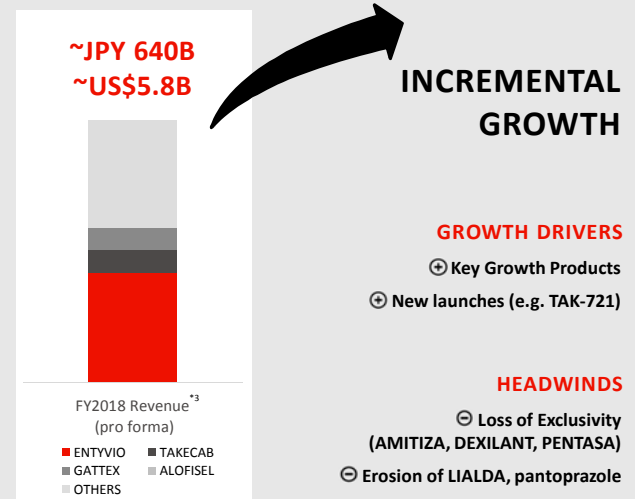 ~JPY 640B
~US$5.8B
FY2018 Revenue*3
(pro forma)
ENTYVIO
TAKECAB
GATTEX
ALOFISEL
OTHERS
INCREMENTAL
GROWTH
GROWTH DRIVERS
⊕ Key Growth Products
⊕ New launches (e.g. TAK-721)
HEADWINDS
⊖ Loss of Exclusivity
(AMITIZA, DEXILANT, PENTASA)
⊖ Erosion of LIALDA, pantoprazole